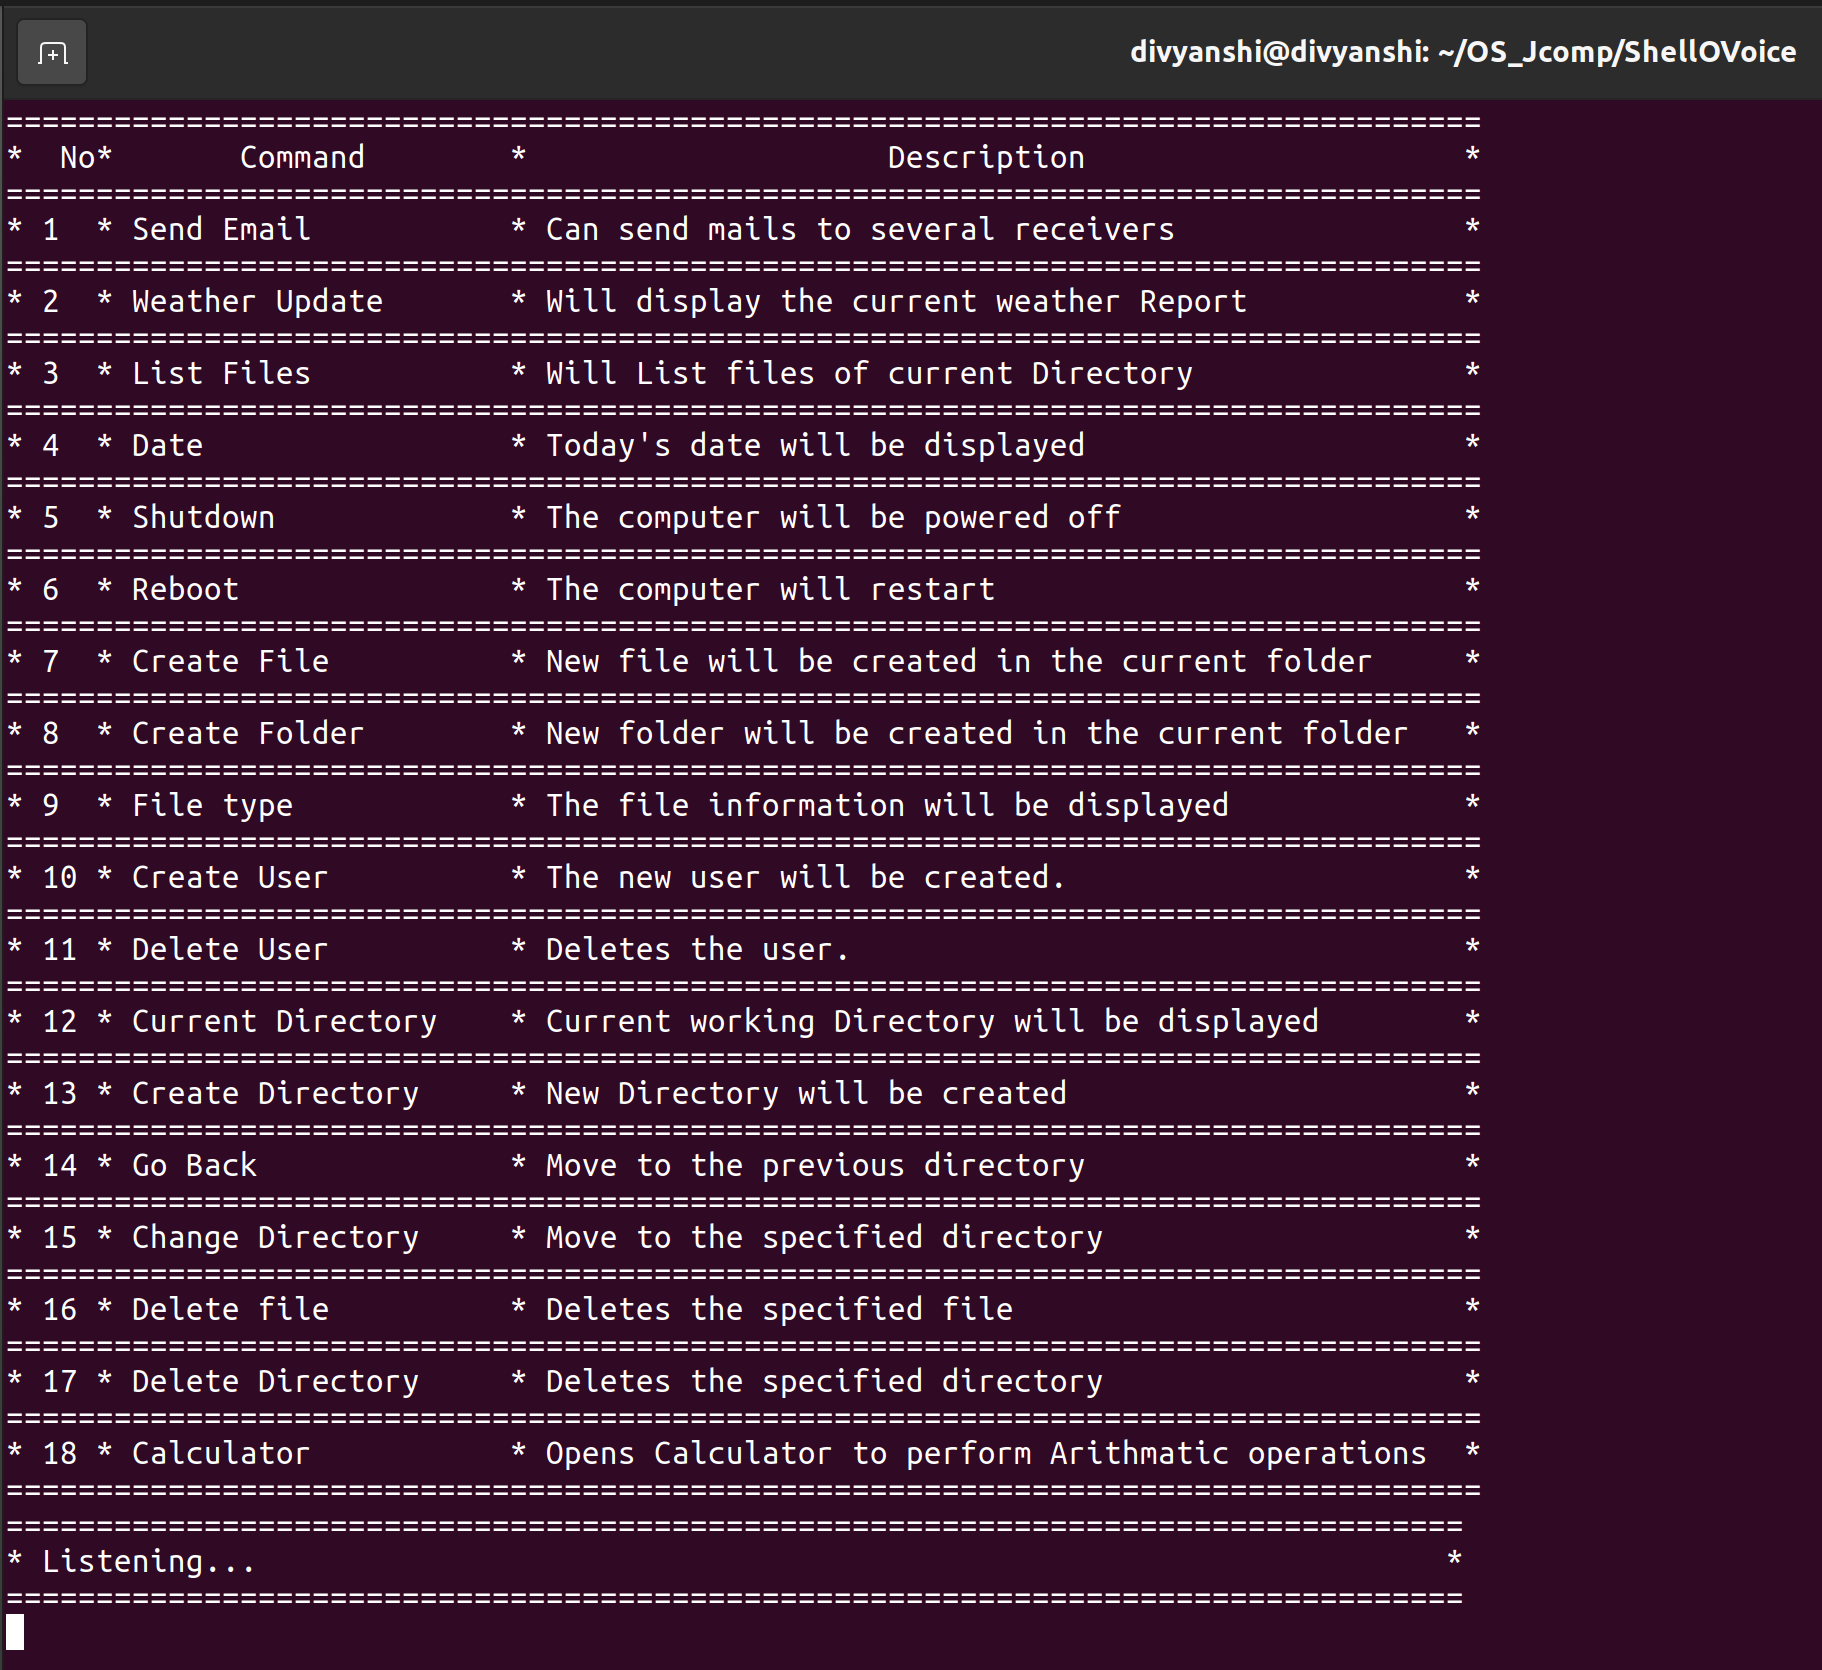 divyanshi@divyanshi: ~/OS_Jcomp/ShellOVoice
==================================================================================
*  No*       Command        *                    Description                     *
==================================================================================
* 1  * Send Email           * Can send mails to several receivers                *
==================================================================================
* 2  * Weather Update       * Will display the current weather Report            *
==================================================================================
* 3  * List Files           * Will List files of current Directory               *
==================================================================================
* 4  * Date                 * Today's date will be displayed                     *
==================================================================================
* 5  * Shutdown             * The computer will be powered off                   *
==================================================================================
* 6  * Reboot               * The computer will restart                          *
==================================================================================
* 7  * Create File          * New file will be created in the current folder     *
==================================================================================
* 8  * Create Folder        * New folder will be created in the current folder   *
==================================================================================
* 9  * File type            * The file information will be displayed             *
==================================================================================
* 10 * Create User          * The new user will be created.                      *
==================================================================================
* 11 * Delete User          * Deletes the user.                                  *
==================================================================================
* 12 * Current Directory    * Current working Directory will be displayed        *
==================================================================================
* 13 * Create Directory     * New Directory will be created                      *
==================================================================================
* 14 * Go Back              * Move to the previous directory                     *
==================================================================================
* 15 * Change Directory     * Move to the specified directory                    *
==================================================================================
* 16 * Delete file          * Deletes the specified file                         *
==================================================================================
* 17 * Delete Directory     * Deletes the specified directory                    *
==================================================================================
* 18 * Calculator           * Opens Calculator to perform Arithmatic operations  *
==================================================================================
=================================================================================
* Listening...                                                                  *
=================================================================================